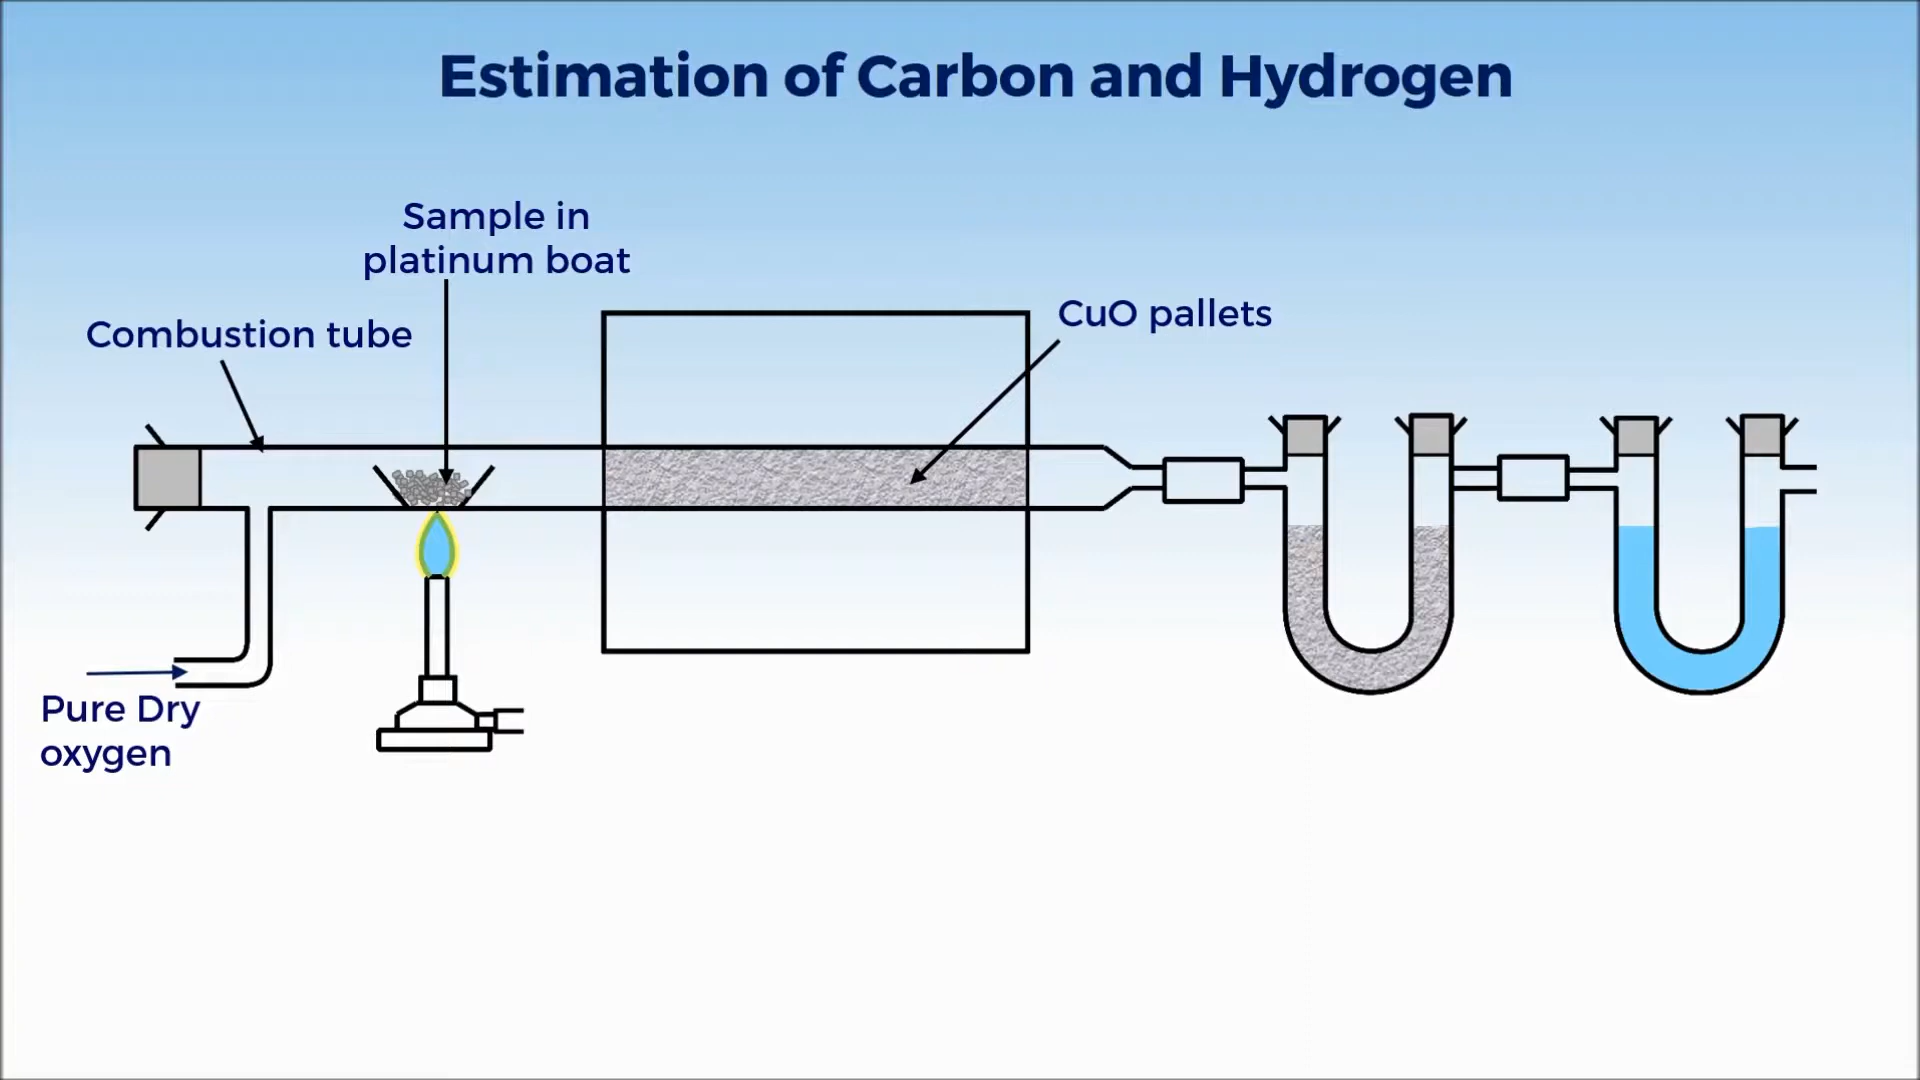 Estimation of Carbon and Hydrogen
Sample in
platinum boat
CuO pallets
Combustion tube
Pure Dry
oxygen